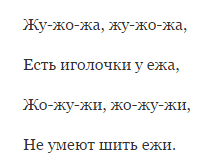 Жу-жо-жа, жу-жо-жа,
Есть иголочки у ежа,
Жо-жу-жи, жо-жу-жи,
Не умеют шить ежи.